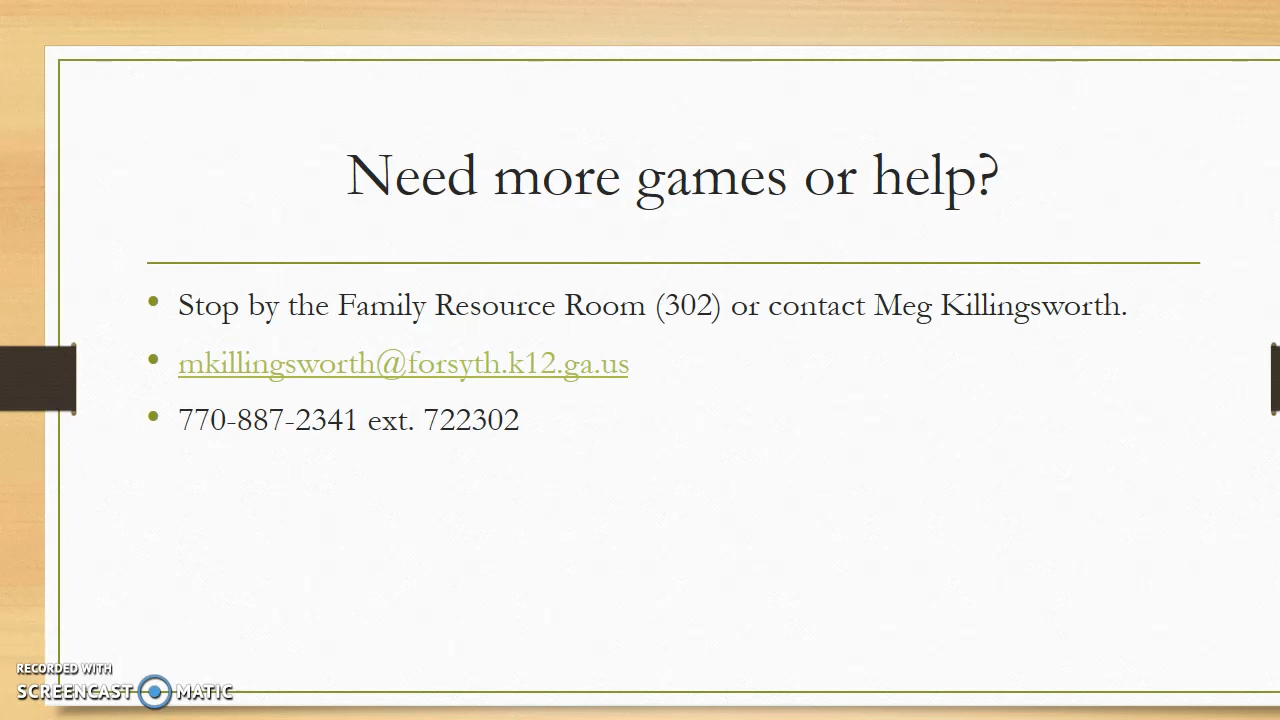 Need more games or help?
• Stop by the Family Resource Room (302) or contact Meg Killingsworth.
• mkillingsworth@forsyth.k12.ga.us
• 770-887-2341 ext. 722302
RECORDED WITH
SCREENCAST MATIC